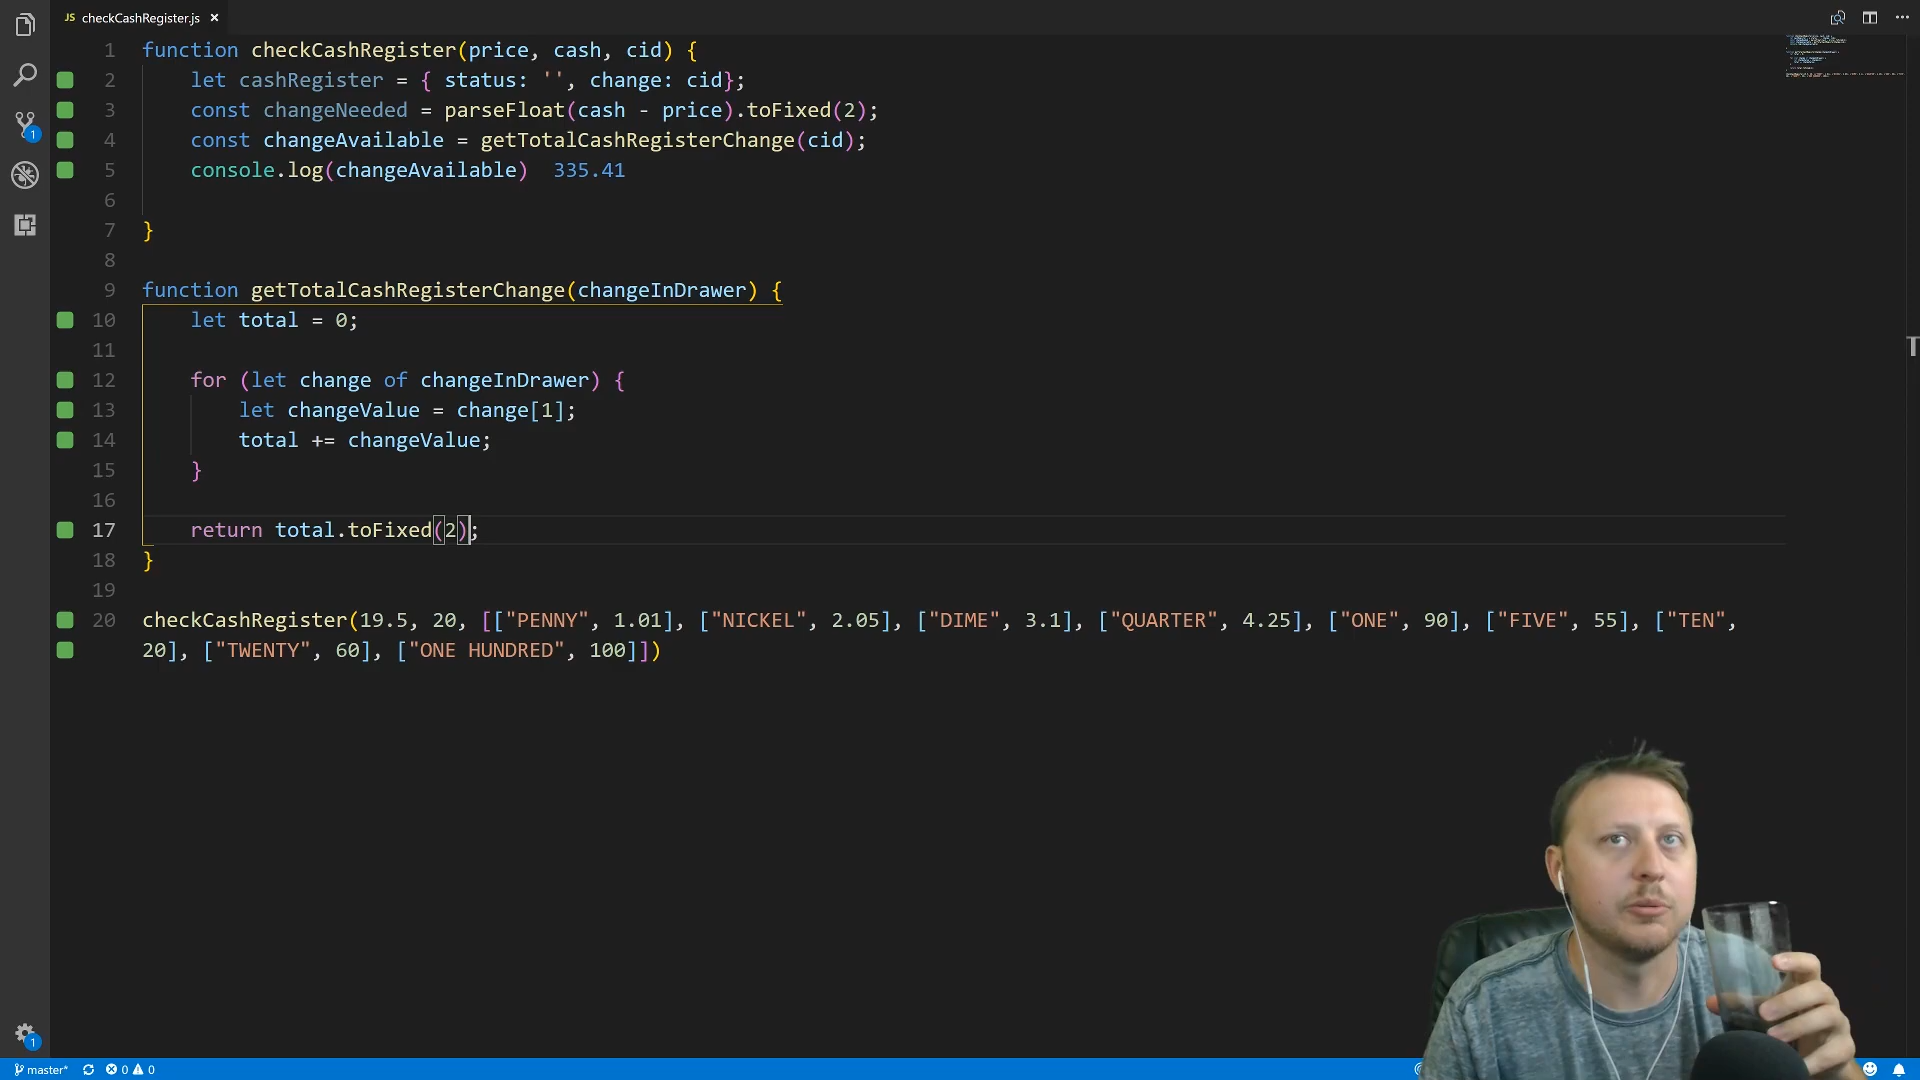 JS checkCashRegister.js ×
1 function checkCashRegister(price, cash, cid) {
2 let cashRegister = { status: '', change: cid};
3 const changeNeeded = parseFloat(cash - price).toFixed(2);
4 const changeAvailable = getTotalCashRegisterChange(cid);
5 console.log(changeAvailable) 335.41
6
7 }
8
9 function getTotalCashRegisterChange(changeInDrawer) {
10 let total = 0;
11
12 for (let change of changeInDrawer) {
13 let changeValue = change[1];
14 total += changeValue;
15 }
16
17 return total.toFixed(2);
18 }
19
20 checkCashRegister(19.5, 20, [["PENNY", 1.01], ["NICKEL", 2.05], ["DIME", 3.1], ["QUARTER", 4.25], ["ONE", 90], ["FIVE", 55], ["TEN",
20], ["TWENTY", 60], ["ONE HUNDRED", 100]])
1
1
master* 0 0